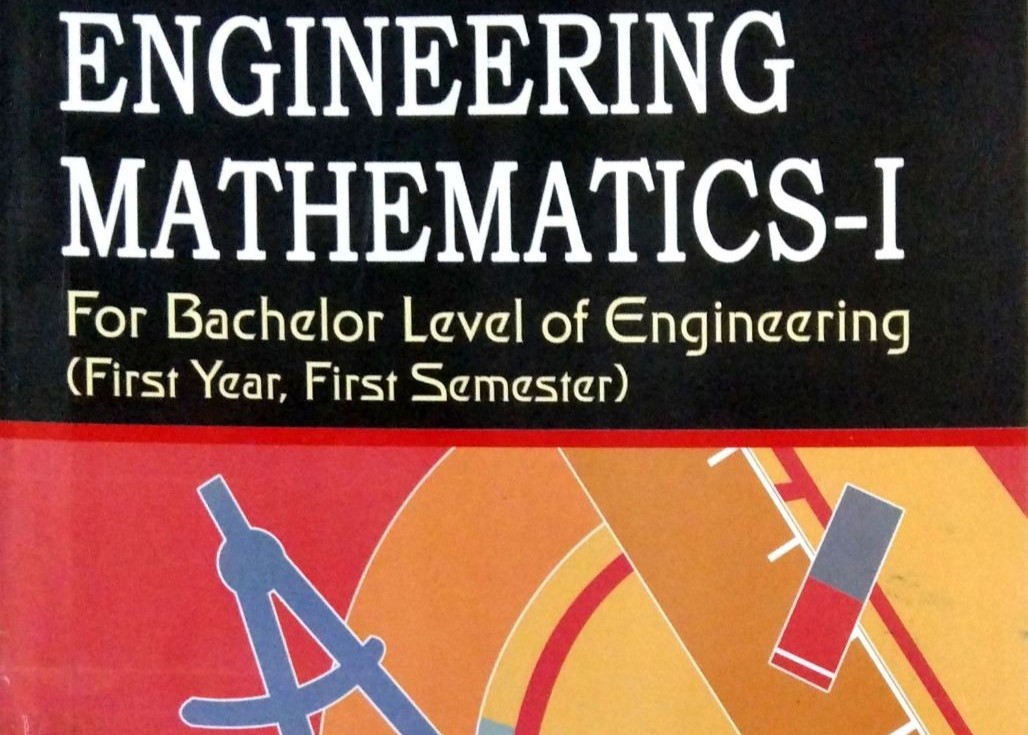 ENGINEERING
MATHEMATICS-I
For Bachelor Level of Engineering
(First Year, First Semester)